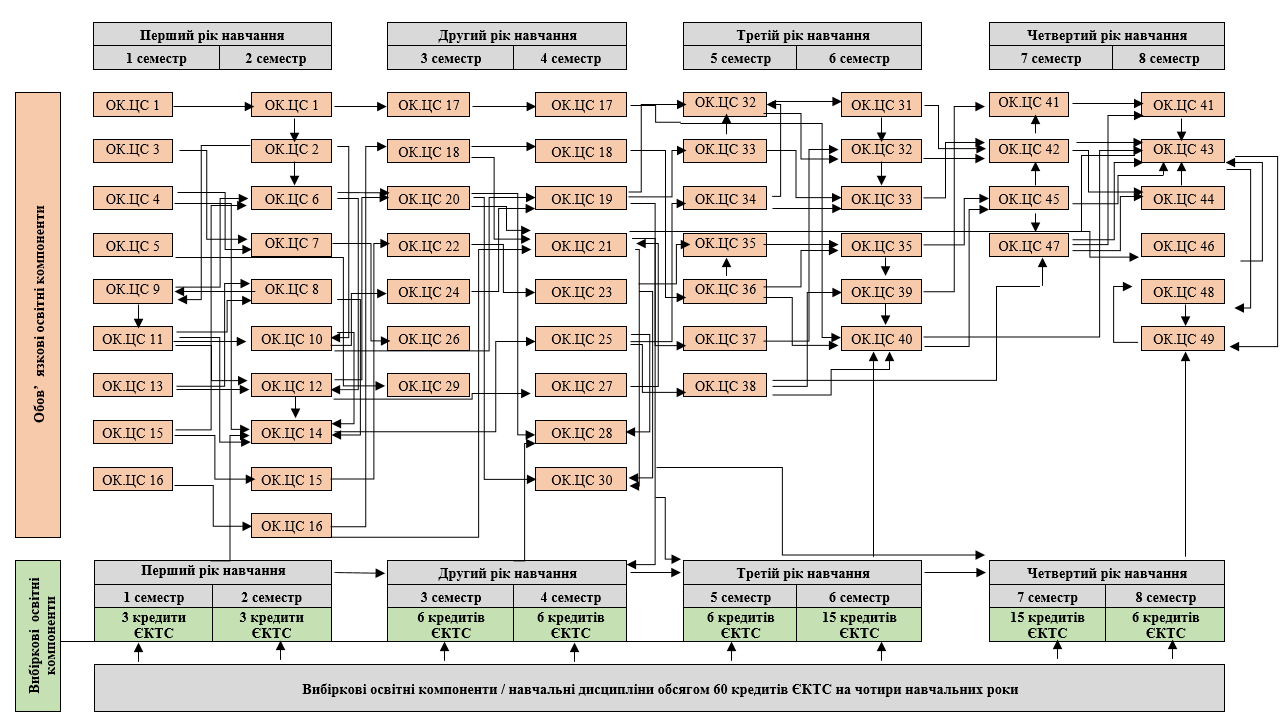 Перший рік навчання Другий рік навчання Третій рік навчання Четвертий рік навчання
1 семестр 2 семестр 3 семестр 4 семестр 5 семестр 6 семестр 7 семестр 8 семестр
Обов’язкові освітні компоненти
ОК.ЦС 1 ОК.ЦС 1 ОК.ЦС 17 ОК.ЦС 17 ОК.ЦС 32 ОК.ЦС 31 ОК.ЦС 41 ОК.ЦС 41
ОК.ЦС 3 ОК.ЦС 2 ОК.ЦС 18 ОК.ЦС 18 ОК.ЦС 33 ОК.ЦС 32 ОК.ЦС 42 ОК.ЦС 43
ОК.ЦС 4 ОК.ЦС 6 ОК.ЦС 20 ОК.ЦС 19 ОК.ЦС 34 ОК.ЦС 33 ОК.ЦС 45 ОК.ЦС 44
ОК.ЦС 5 ОК.ЦС 7 ОК.ЦС 22 ОК.ЦС 21 ОК.ЦС 35 ОК.ЦС 35 ОК.ЦС 47 ОК.ЦС 46
ОК.ЦС 9 ОК.ЦС 8 ОК.ЦС 24 ОК.ЦС 23 ОК.ЦС 36 ОК.ЦС 39 ОК.ЦС 48
ОК.ЦС 11 ОК.ЦС 10 ОК.ЦС 26 ОК.ЦС 25 ОК.ЦС 37 ОК.ЦС 40 ОК.ЦС 49
ОК.ЦС 13 ОК.ЦС 12 ОК.ЦС 29 ОК.ЦС 27 ОК.ЦС 38
ОК.ЦС 15 ОК.ЦС 14 ОК.ЦС 28
ОК.ЦС 16 ОК.ЦС 15 ОК.ЦС 30
ОК.ЦС 16
Вибіркові освітні
компоненти
Перший рік навчання Другий рік навчання Третій рік навчання Четвертий рік навчання
1 семестр 2 семестр 3 семестр 4 семестр 5 семестр 6 семестр 7 семестр 8 семестр
3 кредити 3 кредити 6 кредитів 6 кредитів 6 кредитів 15 кредитів 15 кредитів 6 кредитів
ЄКТС ЄКТС ЄКТС ЄКТС ЄКТС ЄКТС ЄКТС ЄКТС
Вибіркові освітні компоненти / навчальні дисципліни обсягом 60 кредитів ЄКТС на чотири навчальних роки